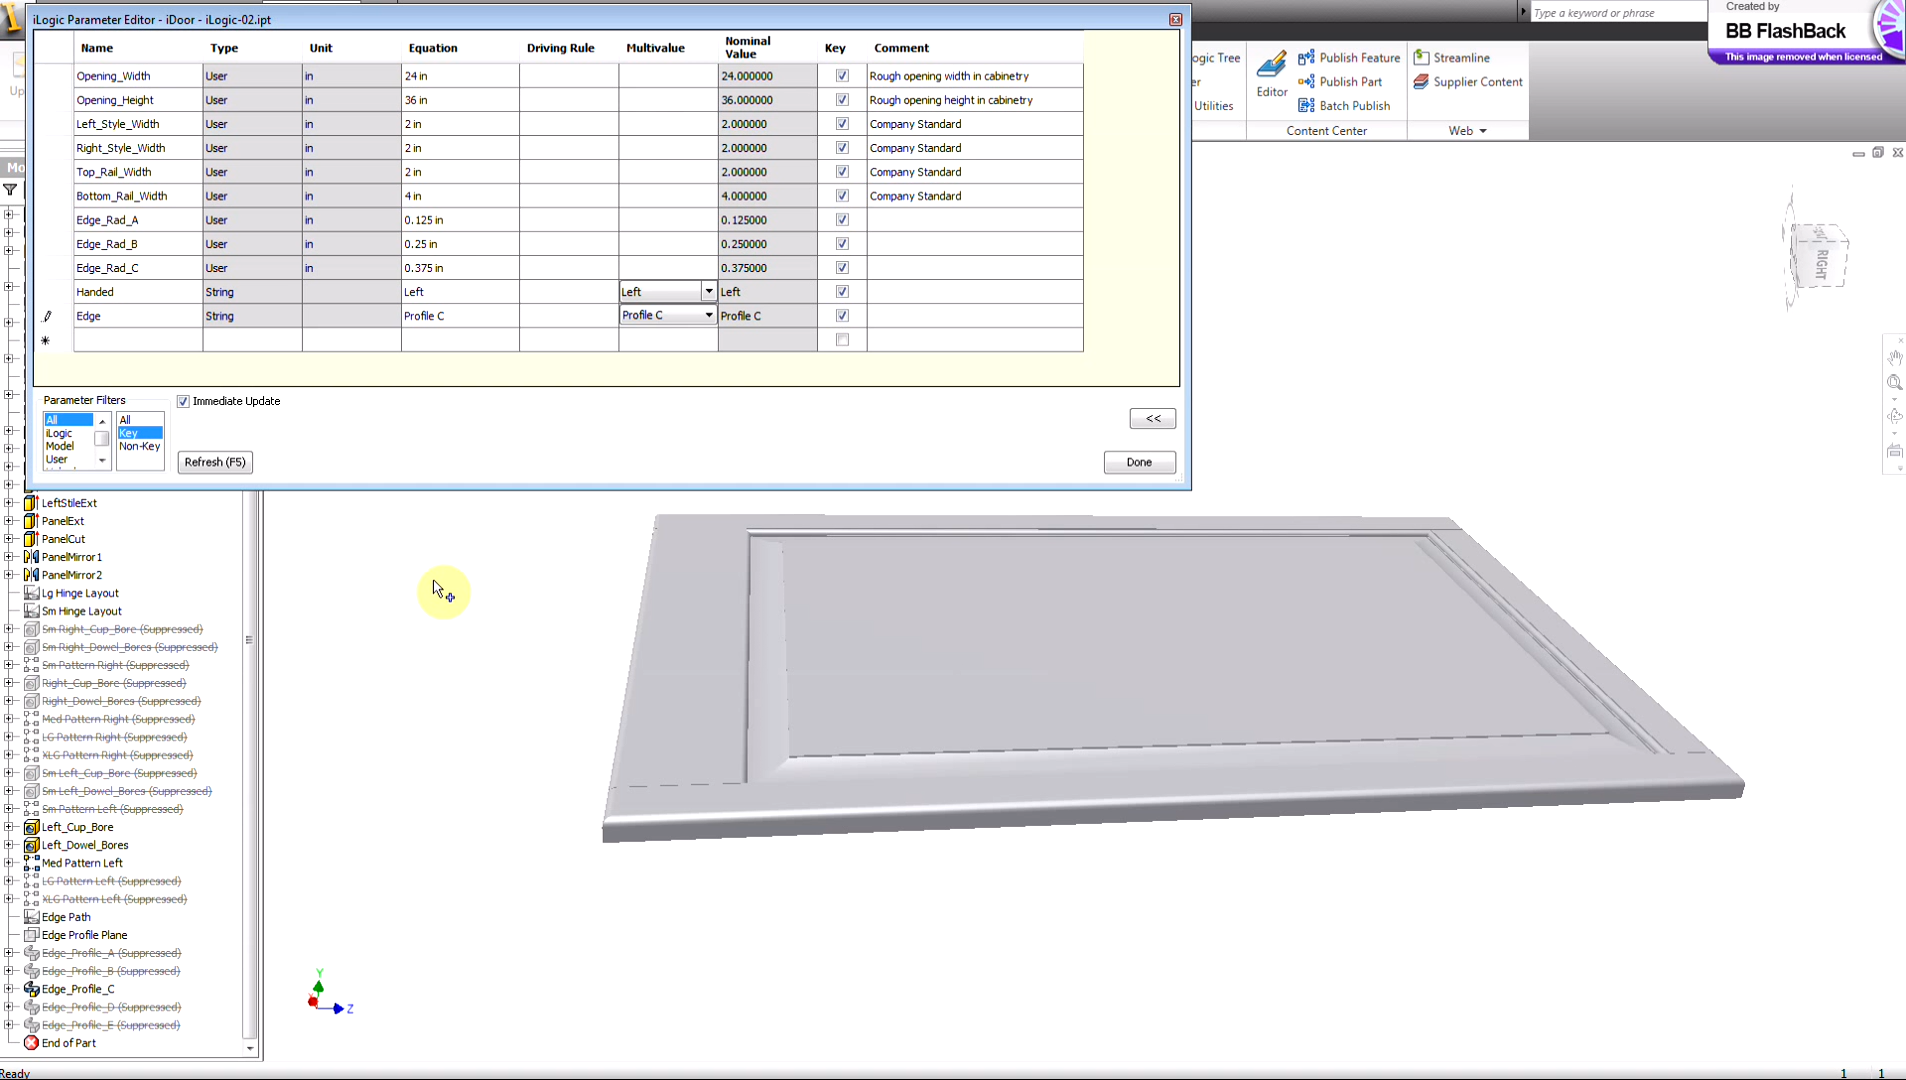 iLogic Parameter Editor - iDoor - iLogic-02.ipt
Type a keyword or phrase
Created by
BB FlashBack
This image removed when licensed
Name Type Unit Equation Driving Rule Multivalue Nominal Value Key Comment
Opening_Width User in 24 in 24.000000 Rough opening width in cabinetry
Opening_Height User in 36 in 36.000000 Rough opening height in cabinetry
Left_Style_Width User in 2 in 2.000000 Company Standard
Right_Style_Width User in 2 in 2.000000 Company Standard
Top_Rail_Width User in 2 in 2.000000 Company Standard
Bottom_Rail_Width User in 4 in 4.000000 Company Standard
Edge_Rad_A User in 0.125 in 0.125000
Edge_Rad_B User in 0.25 in 0.250000
Edge_Rad_C User in 0.375 in 0.375000
Handed String Left Left Left
Edge String Profile C Profile C Profile C
Parameter Filters
Immediate Update
All
iLogic
Model
User
All
Key
Non-Key
Refresh (F5)
<<
Done
ogic Tree
er
Utilities
Editor
Publish Feature
Publish Part
Batch Publish
Content Center
Streamline
Supplier Content
Web
Up
Mo
RIGHT
LeftStileExt
PanelExt
PanelCut
PanelMirror1
PanelMirror2
Lg Hinge Layout
Sm Hinge Layout
Sm Right_Cup_Bore (Suppressed)
Sm Right_Dowel_Bores (Suppressed)
Sm Pattern Right (Suppressed)
Right_Cup_Bore (Suppressed)
Right_Dowel_Bores (Suppressed)
Med Pattern Right (Suppressed)
LG Pattern Right (Suppressed)
XLG Pattern Right (Suppressed)
Sm Left_Cup_Bore (Suppressed)
Sm Left_Dowel_Bores (Suppressed)
Sm Pattern Left (Suppressed)
Left_Cup_Bore
Left_Dowel_Bores
Med Pattern Left
LG Pattern Left (Suppressed)
XLG Pattern Left (Suppressed)
Edge Path
Edge Profile Plane
Edge_Profile_A (Suppressed)
Edge_Profile_B (Suppressed)
Edge_Profile_C
Edge_Profile_D (Suppressed)
Edge_Profile_E (Suppressed)
End of Part
Y
Z
Ready
1 1